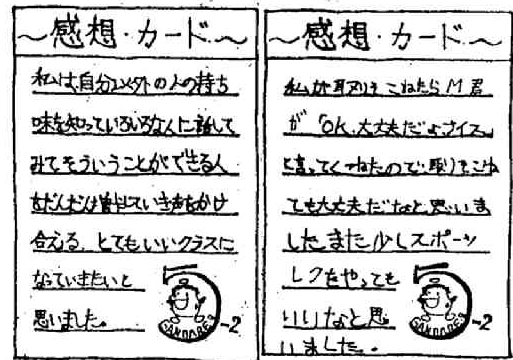 ～感想・カード～
私は、自分以外の人の持ち
味を知っていろいろな人に話して
みてそういうことができる人
をだんだん増やしていき声をかけ
合える、とてもいいクラスに
なっていきたいと
思いました。
5-2
GANBARE
～感想・カード～
私が取りそこねたらM君
が「OK、大丈夫だよナイス」
と言ってくれたので、取りそこね
ても大丈夫だなと思いま
した。また少しスポーツ
レクをやっても
いいなと思
いました。
5-2
GANBARE